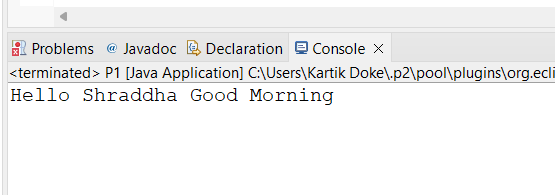 Problems @ Javadoc Declaration Console
<terminated> P1 [Java Application] C:\Users\Kartik Doke\.p2\pool\plugins\org.ecli
Hello Shraddha Good Morning